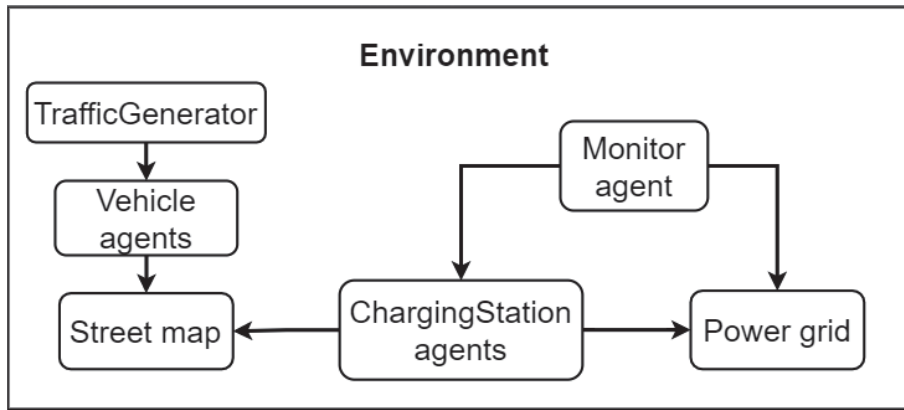 Environment
TrafficGenerator
Monitor
agent
Vehicle
agents
Street map
ChargingStation
agents
Power grid